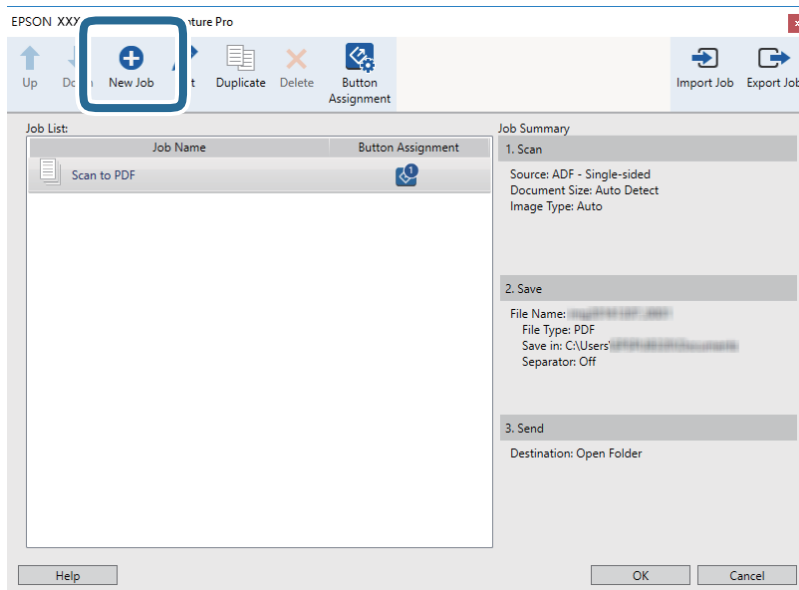 EPSON XXX ture Pro
Up
New Job
Duplicate
Delete
Button
Assignment
Import Job
Export Job
Job List:
Job Name
Button Assignment
Scan to PDF
1
Job Summary
1. Scan
Source: ADF - Single-sided
Document Size: Auto Detect
Image Type: Auto
2. Save
File Name:
File Type: PDF
Save in: C:\Users\
Separator: Off
3. Send
Destination: Open Folder
Help
OK
Cancel